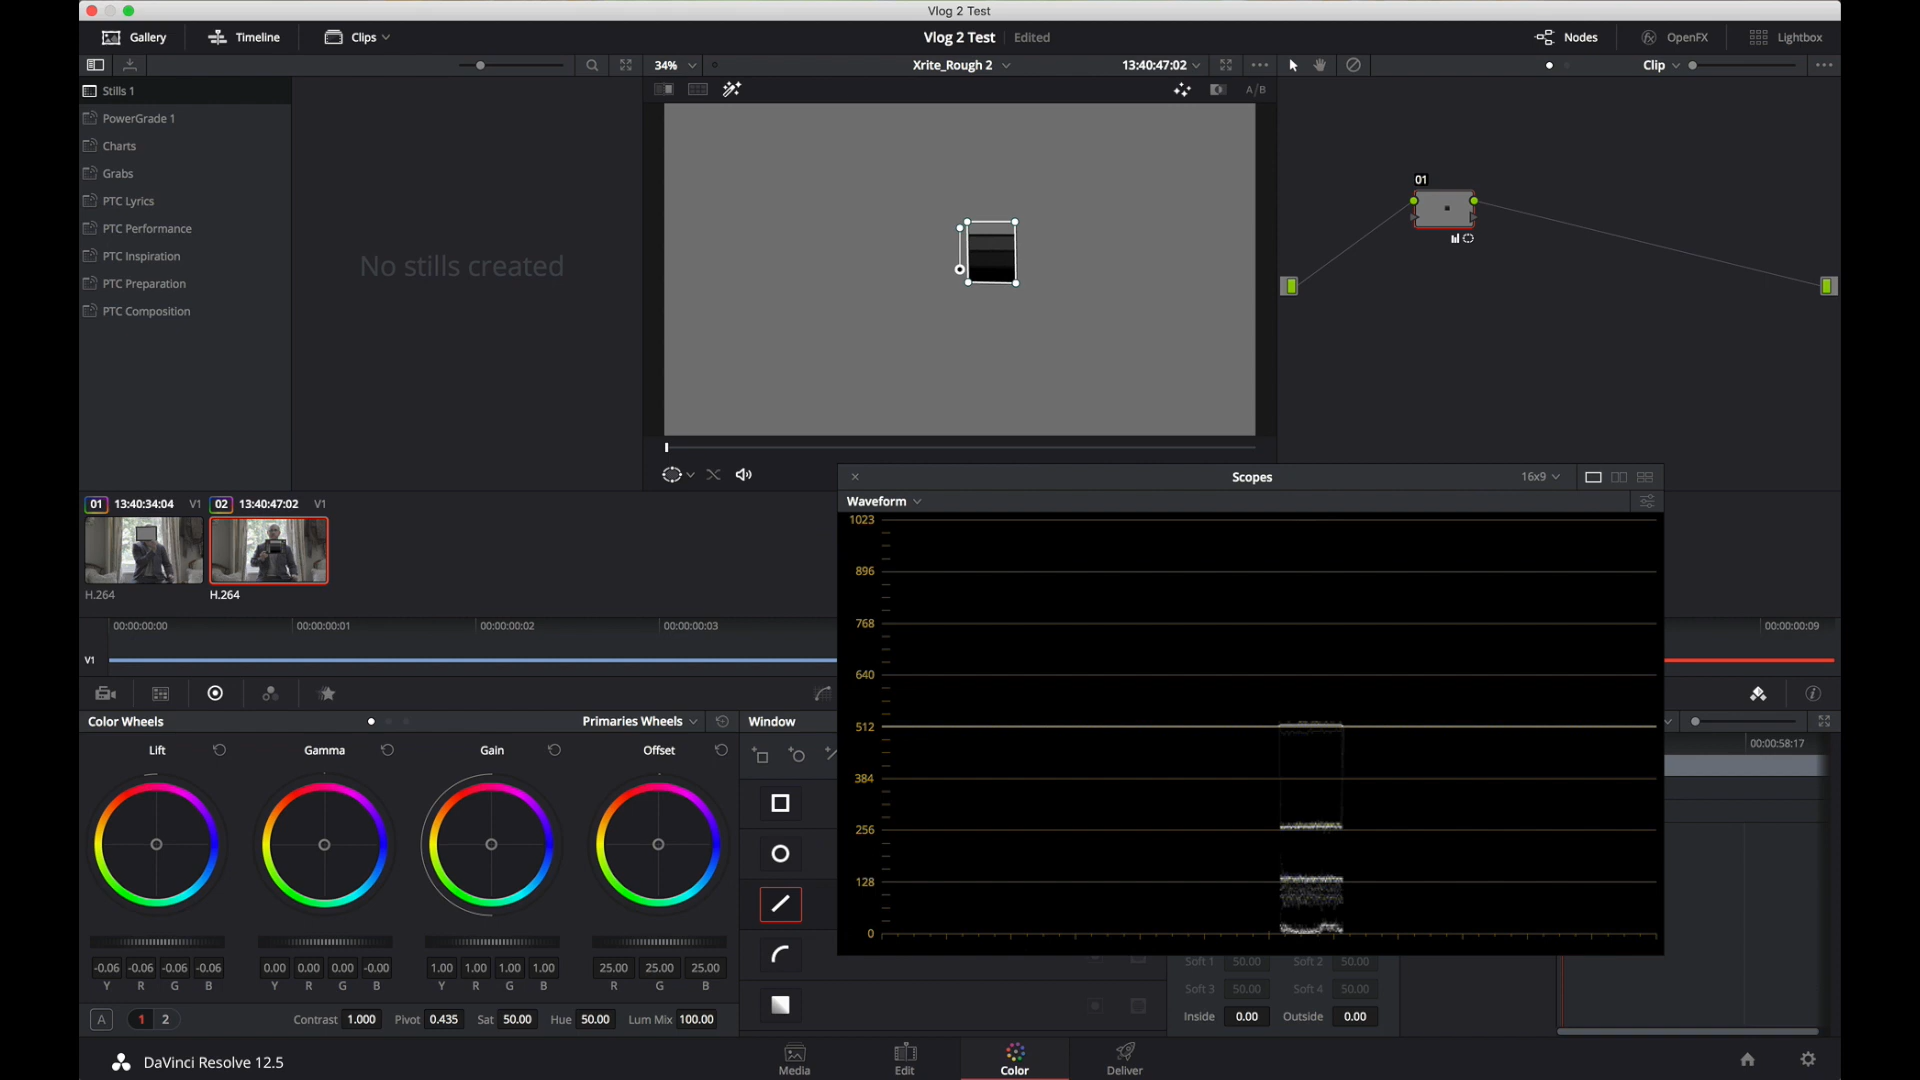 Vlog 2 Test
Gallery
Timeline
Clips
Vlog 2 Test
Edited
Nodes
OpenFX
Lightbox
34%
Xrite_Rough 2
13:40:47:02
Clip
A/B
Stills 1
PowerGrade 1
Charts
Grabs
PTC Lyrics
PTC Performance
PTC Inspiration
PTC Preparation
PTC Composition
No stills created
01
Scopes
16x9
Waveform
1023
896
768
640
512
384
256
128
0
01 13:40:34:04 V1
02 13:40:47:02 V1
H.264
H.264
00:00:00:00
00:00:00:01
00:00:00:02
00:00:00:03
00:00:00:09
V1
Color Wheels
Primaries Wheels
Window
Lift
Gamma
Gain
Offset
00:00:58:17
-0.06 -0.06 -0.06 -0.06
0.00 0.00 0.00 -0.00
1.00 1.00 1.00 1.00
25.00 25.00 25.00
Y R G B
Y R G B
Y R G B
R G B
Soft 1 50.00 Soft 2 50.00
Soft 3 50.00 Soft 4 50.00
Inside 0.00 Outside 0.00
A 1 2
Contrast 1.000 Pivot 0.435 Sat 50.00 Hue 50.00 Lum Mix 100.00
DaVinci Resolve 12.5
Media
Edit
Color
Deliver